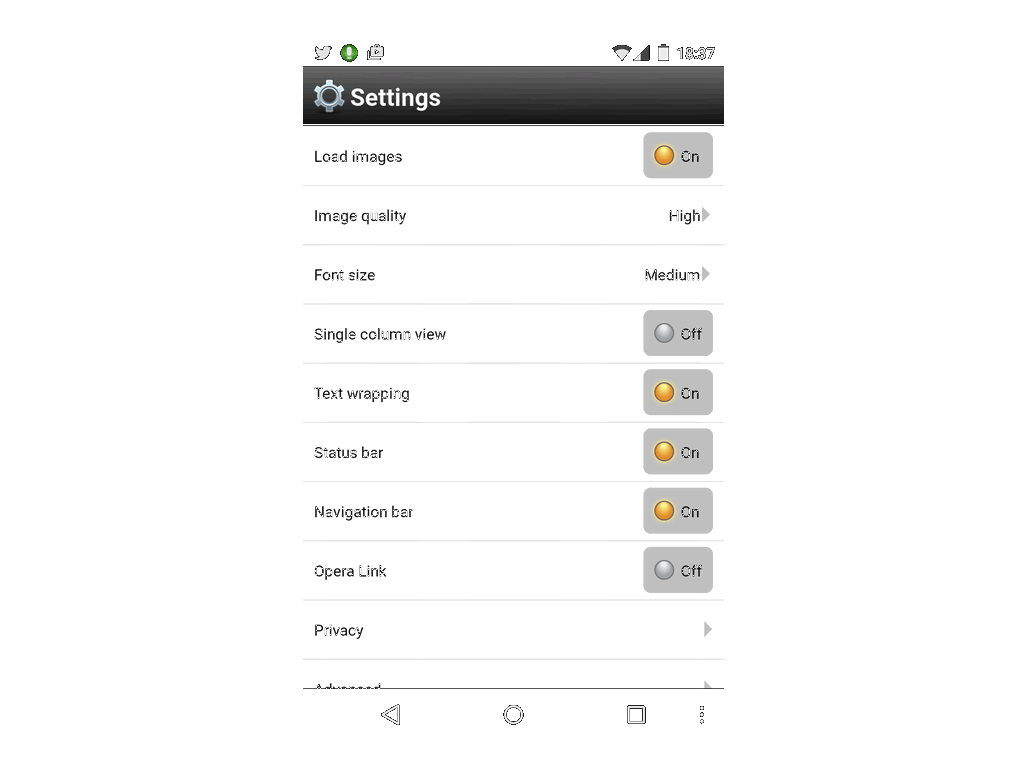 18:37
Settings
Load images On
Image quality High
Font size Medium
Single column view Off
Text wrapping On
Status bar On
Navigation bar On
Opera Link Off
Privacy
Advanced